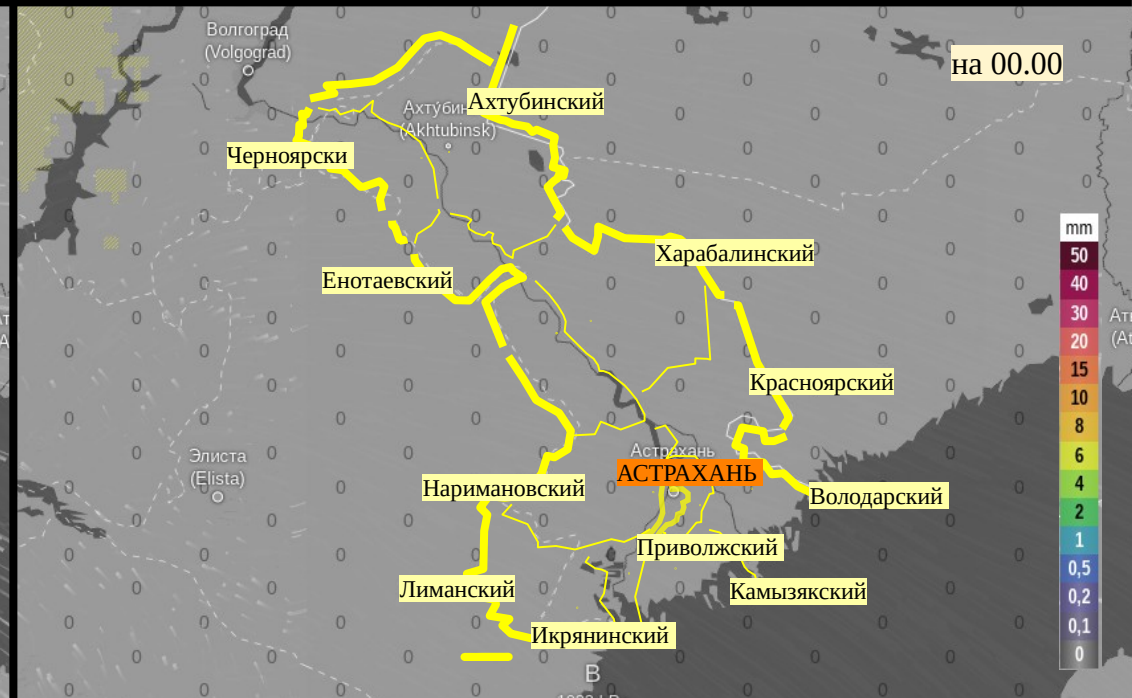 Волгоград
(Volgograd)
на 00.00
Ахтубинский
(Akhtubinsk)
Черноярски
mm
50
40
30
20
15
10
8
6
4
2
1
0,5
0,2
0,1
0
Харабалинский
Енотаевский
Красноярский
Элиста
(Elista)
Астрахань
АСТРАХАНЬ
Наримановский
Володарский
Приволжский
Лиманский
Камызякский
Икрянинский
В